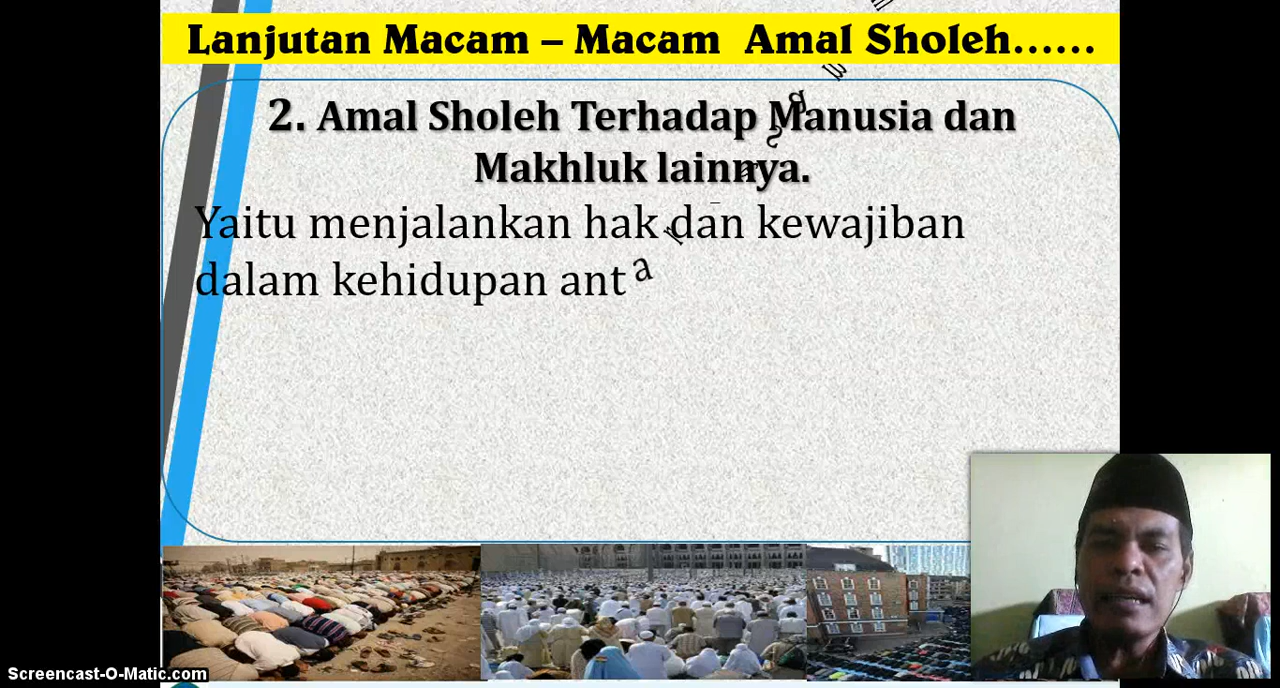 Lanjutan Macam – Macam Amal Sholeh......
2. Amal Sholeh Terhadap Manusia dan
Makhluk lainnya.
Yaitu menjalankan hak dan kewajiban
dalam kehidupan anta
Screencast-O-Matic.com